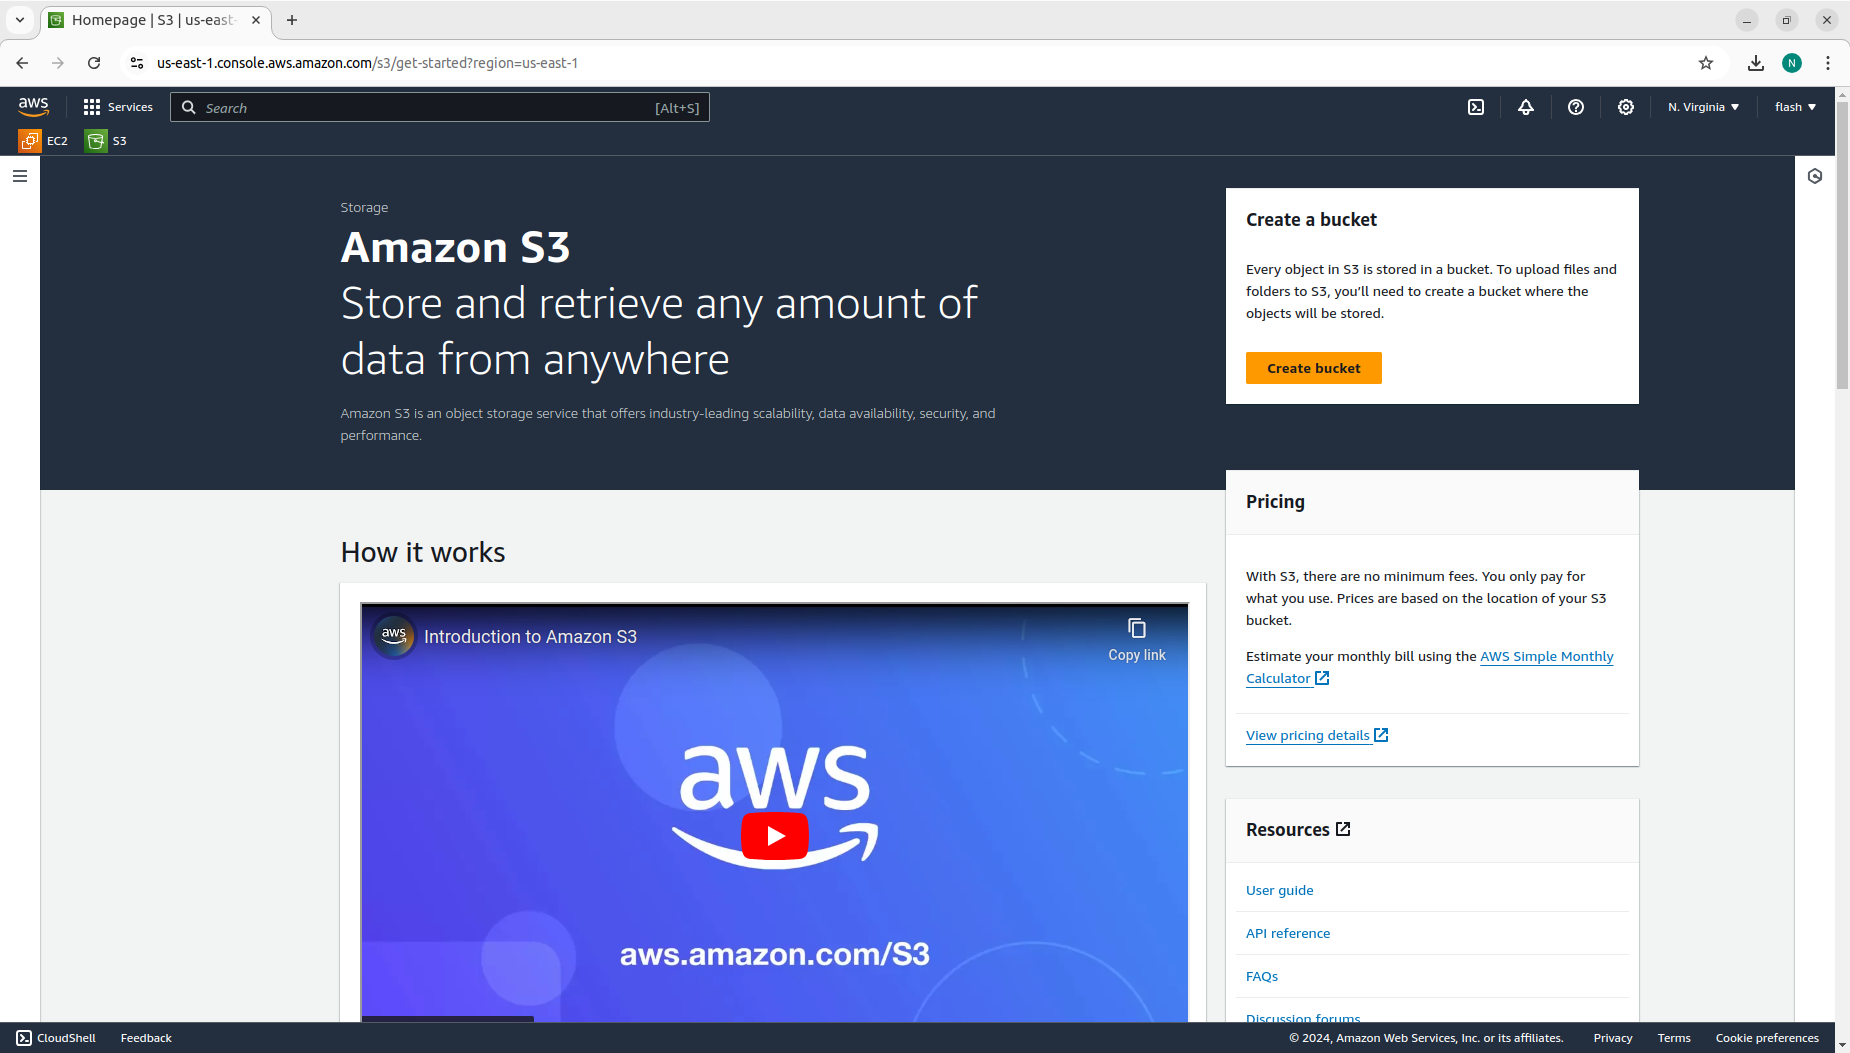 Homepage | S3 | us-east-
us-east-1.console.aws.amazon.com/s3/get-started?region=us-east-1
N
aws
Services
Search
[Alt+S]
N. Virginia
flash
EC2
S3
Storage
Amazon S3
Store and retrieve any amount of
data from anywhere
Amazon S3 is an object storage service that offers industry-leading scalability, data availability, security, and
performance.
Create a bucket
Every object in S3 is stored in a bucket. To upload files and
folders to S3, you'll need to create a bucket where the
objects will be stored.
Create bucket
Pricing
With S3, there are no minimum fees. You only pay for
what you use. Prices are based on the location of your S3
bucket.
Estimate your monthly bill using the AWS Simple Monthly
Calculator
View pricing details
How it works
aws
Introduction to Amazon S3
Copy link
aws
aws.amazon.com/S3
Resources
User guide
API reference
FAQs
Discussion forums
CloudShell
Feedback
© 2024, Amazon Web Services, Inc. or its affiliates.
Privacy
Terms
Cookie preferences